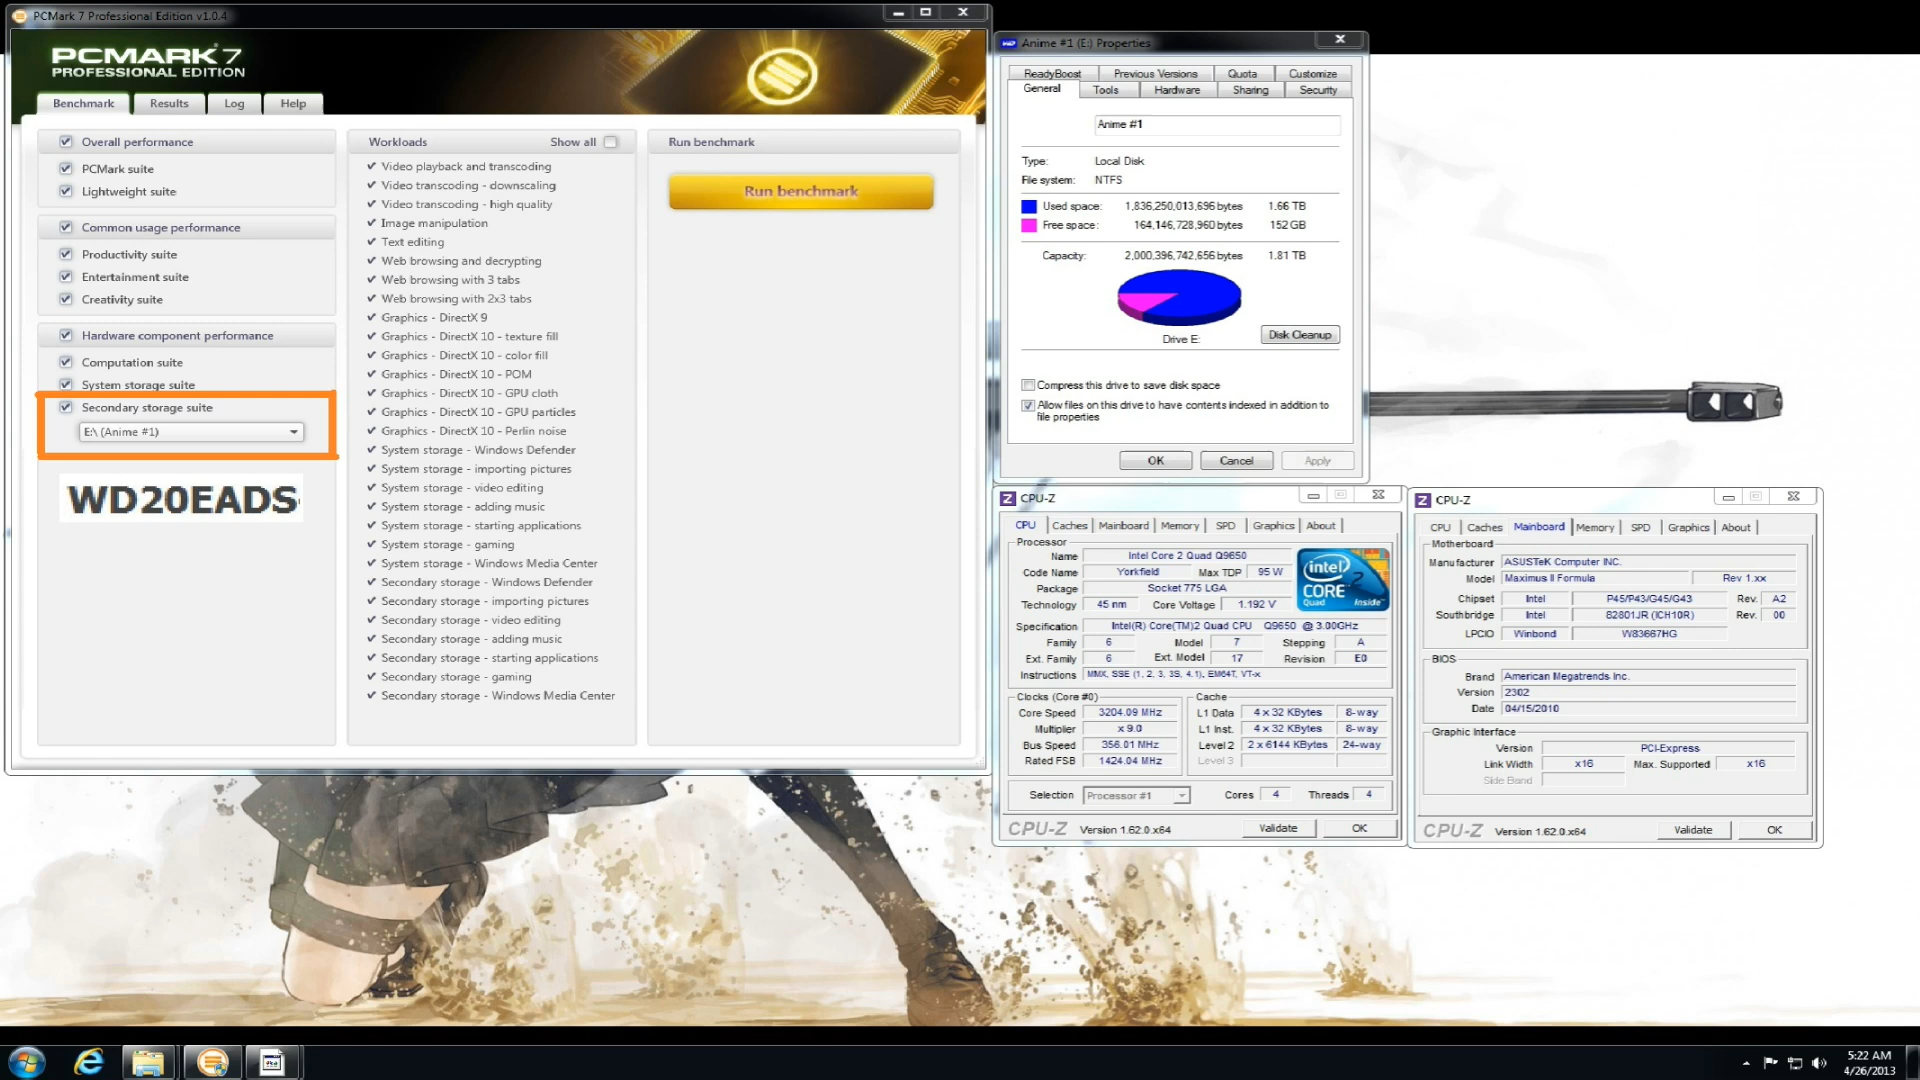 PCMark 7 Professional Edition v1.0.4
PCMARK 7
PROFESSIONAL EDITION
Benchmark
Results
Log
Help
Overall performance
PCMark suite
Lightweight suite
Common usage performance
Productivity suite
Entertainment suite
Creativity suite
Hardware component performance
Computation suite
System storage suite
Secondary storage suite
E:\ (Anime #1)
WD20EADS
Workloads
Show all
Video playback and transcoding
Video transcoding - downscaling
Video transcoding - high quality
Image manipulation
Text editing
Web browsing and decrypting
Web browsing with 3 tabs
Web browsing with 2x3 tabs
Graphics - DirectX 9
Graphics - DirectX 10 - texture fill
Graphics - DirectX 10 - color fill
Graphics - DirectX 10 - POM
Graphics - DirectX 10 - GPU cloth
Graphics - DirectX 10 - GPU particles
Graphics - DirectX 10 - Perlin noise
System storage - Windows Defender
System storage - importing pictures
System storage - video editing
System storage - adding music
System storage - starting applications
System storage - gaming
System storage - Windows Media Center
Secondary storage - Windows Defender
Secondary storage - importing pictures
Secondary storage - video editing
Secondary storage - adding music
Secondary storage - starting applications
Secondary storage - gaming
Secondary storage - Windows Media Center
Run benchmark
Run benchmark
Anime #1 (E:) Properties
ReadyBoost Previous Versions Quota Customize
General Tools Hardware Sharing Security
Anime #1
Type: Local Disk
File system: NTFS
Used space: 1,836,250,013,696 bytes 1.66 TB
Free space: 164,146,728,960 bytes 152 GB
Capacity: 2,000,396,742,656 bytes 1.81 TB
Drive E:
Disk Cleanup
Compress this drive to save disk space
Allow files on this drive to have contents indexed in addition to
file properties
OK Cancel Apply
CPU-Z
CPU Caches Mainboard Memory SPD Graphics About
Processor
Name Intel Core 2 Quad Q9650
Code Name Yorkfield Max TDP 95 W
Package Socket 775 LGA
Technology 45 nm Core Voltage 1.192 V
intel CORE 2 Quad inside
Specification Intel(R) Core(TM)2 Quad CPU Q9650 @ 3.00GHz
Family 6 Model 7 Stepping A
Ext. Family 6 Ext. Model 17 Revision E0
Instructions MMX, SSE (1, 2, 3, 3S, 4.1), EM64T, VT-x
Clocks (Core #0)
Core Speed 3204.09 MHz
Multiplier x 9.0
Bus Speed 356.01 MHz
Rated FSB 1424.04 MHz
Cache
L1 Data 4 x 32 KBytes 8-way
L1 Inst. 4 x 32 KBytes 8-way
Level 2 2 x 6144 KBytes 24-way
Level 3
Selection Processor #1 Cores 4 Threads 4
CPU-Z Version 1.62.0.x64 Validate OK
CPU-Z
CPU Caches Mainboard Memory SPD Graphics About
Motherboard
Manufacturer ASUSTeK Computer INC.
Model Maximus II Formula Rev 1.xx
Chipset Intel P45/P43/G45/G43 Rev. A2
Southbridge Intel 82801JR (ICH10R) Rev. 00
LPCIO Winbond W83667HG
BIOS
Brand American Megatrends Inc.
Version 2302
Date 04/15/2010
Graphic Interface
Version PCI-Express
Link Width x16 Max. Supported x16
Side Band
CPU-Z Version 1.62.0.x64 Validate OK
5:22 AM
4/26/2013